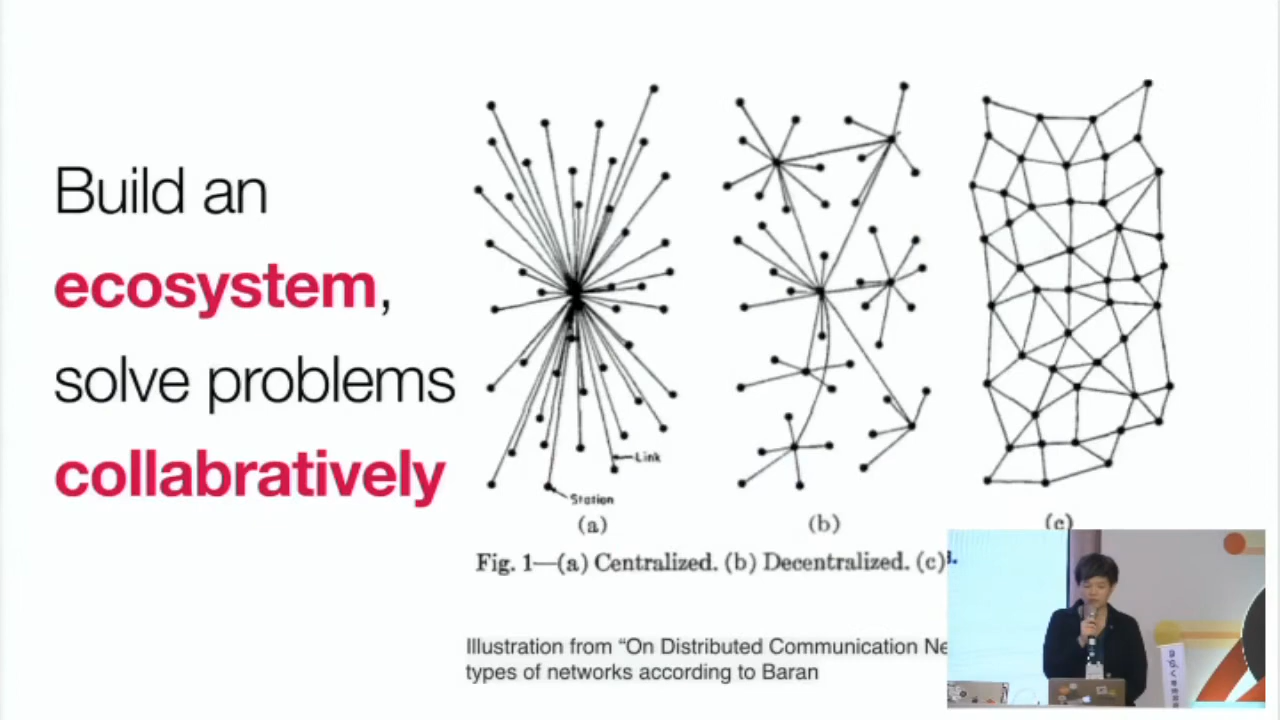 Build an
ecosystem,
solve problems
collabratively
Link
Station
(a)
(b)
(c)
Fig. 1—(a) Centralized. (b) Decentralized. (c)
Illustration from “On Distributed Communication Ne
types of networks according to Baran